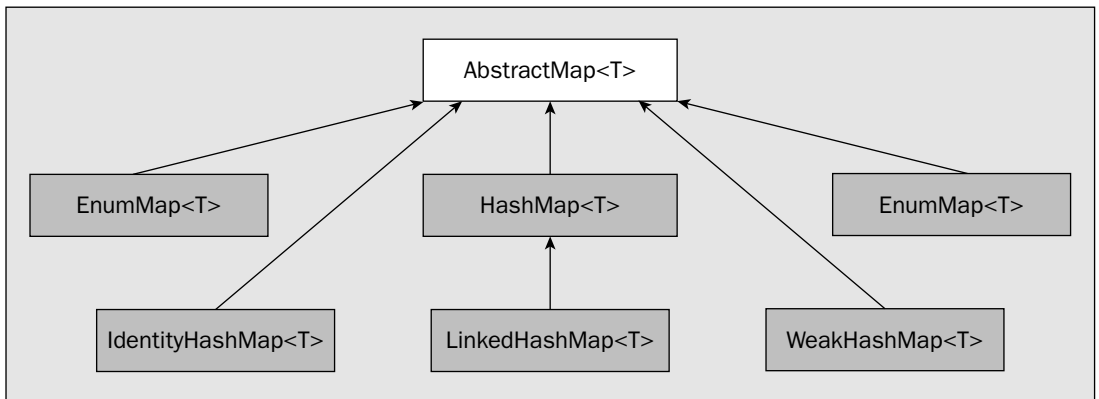 AbstractMap<T>
EnumMap<T>
HashMap<T>
EnumMap<T>
IdentityHashMap<T>
LinkedHashMap<T>
WeakHashMap<T>